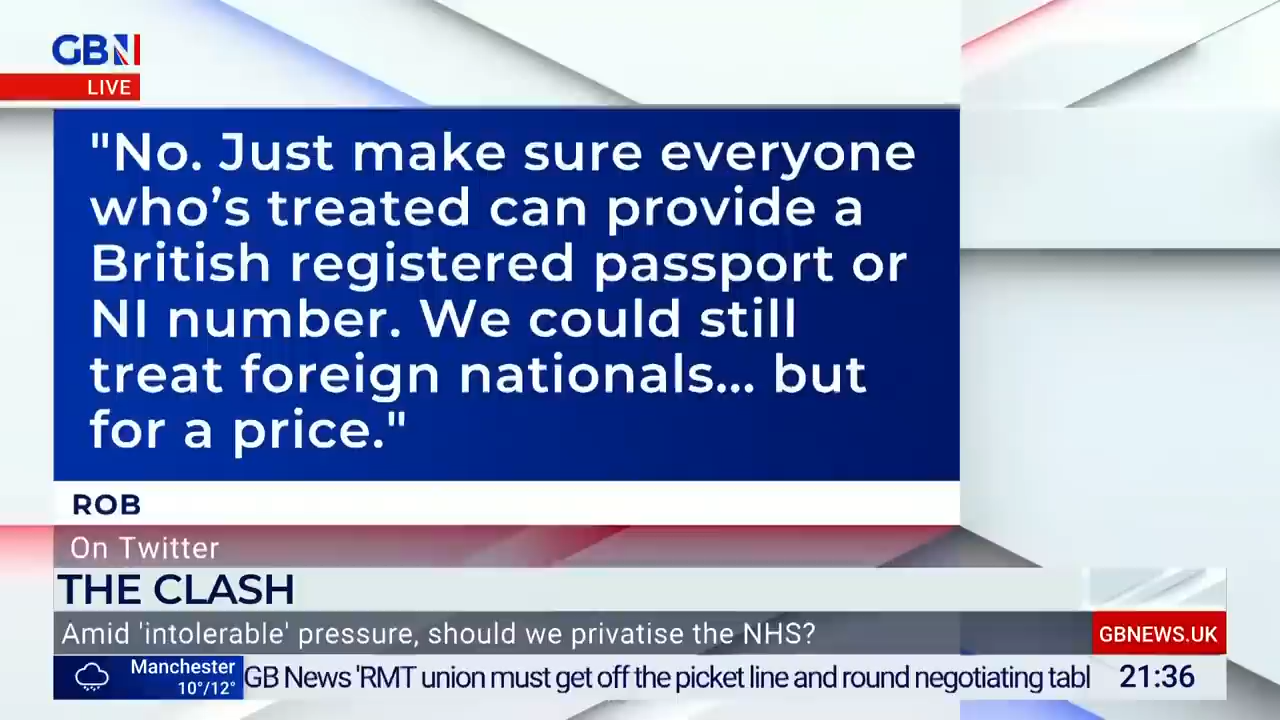 GBN
LIVE
"No. Just make sure everyone
who’s treated can provide a
British registered passport or
NI number. We could still
treat foreign nationals... but
for a price."
ROB
On Twitter
THE CLASH
Amid 'intolerable' pressure, should we privatise the NHS?
GBNEWS.UK
Manchester
10°/12°
GB News 'RMT union must get off the picket line and round negotiating tabl
21:36